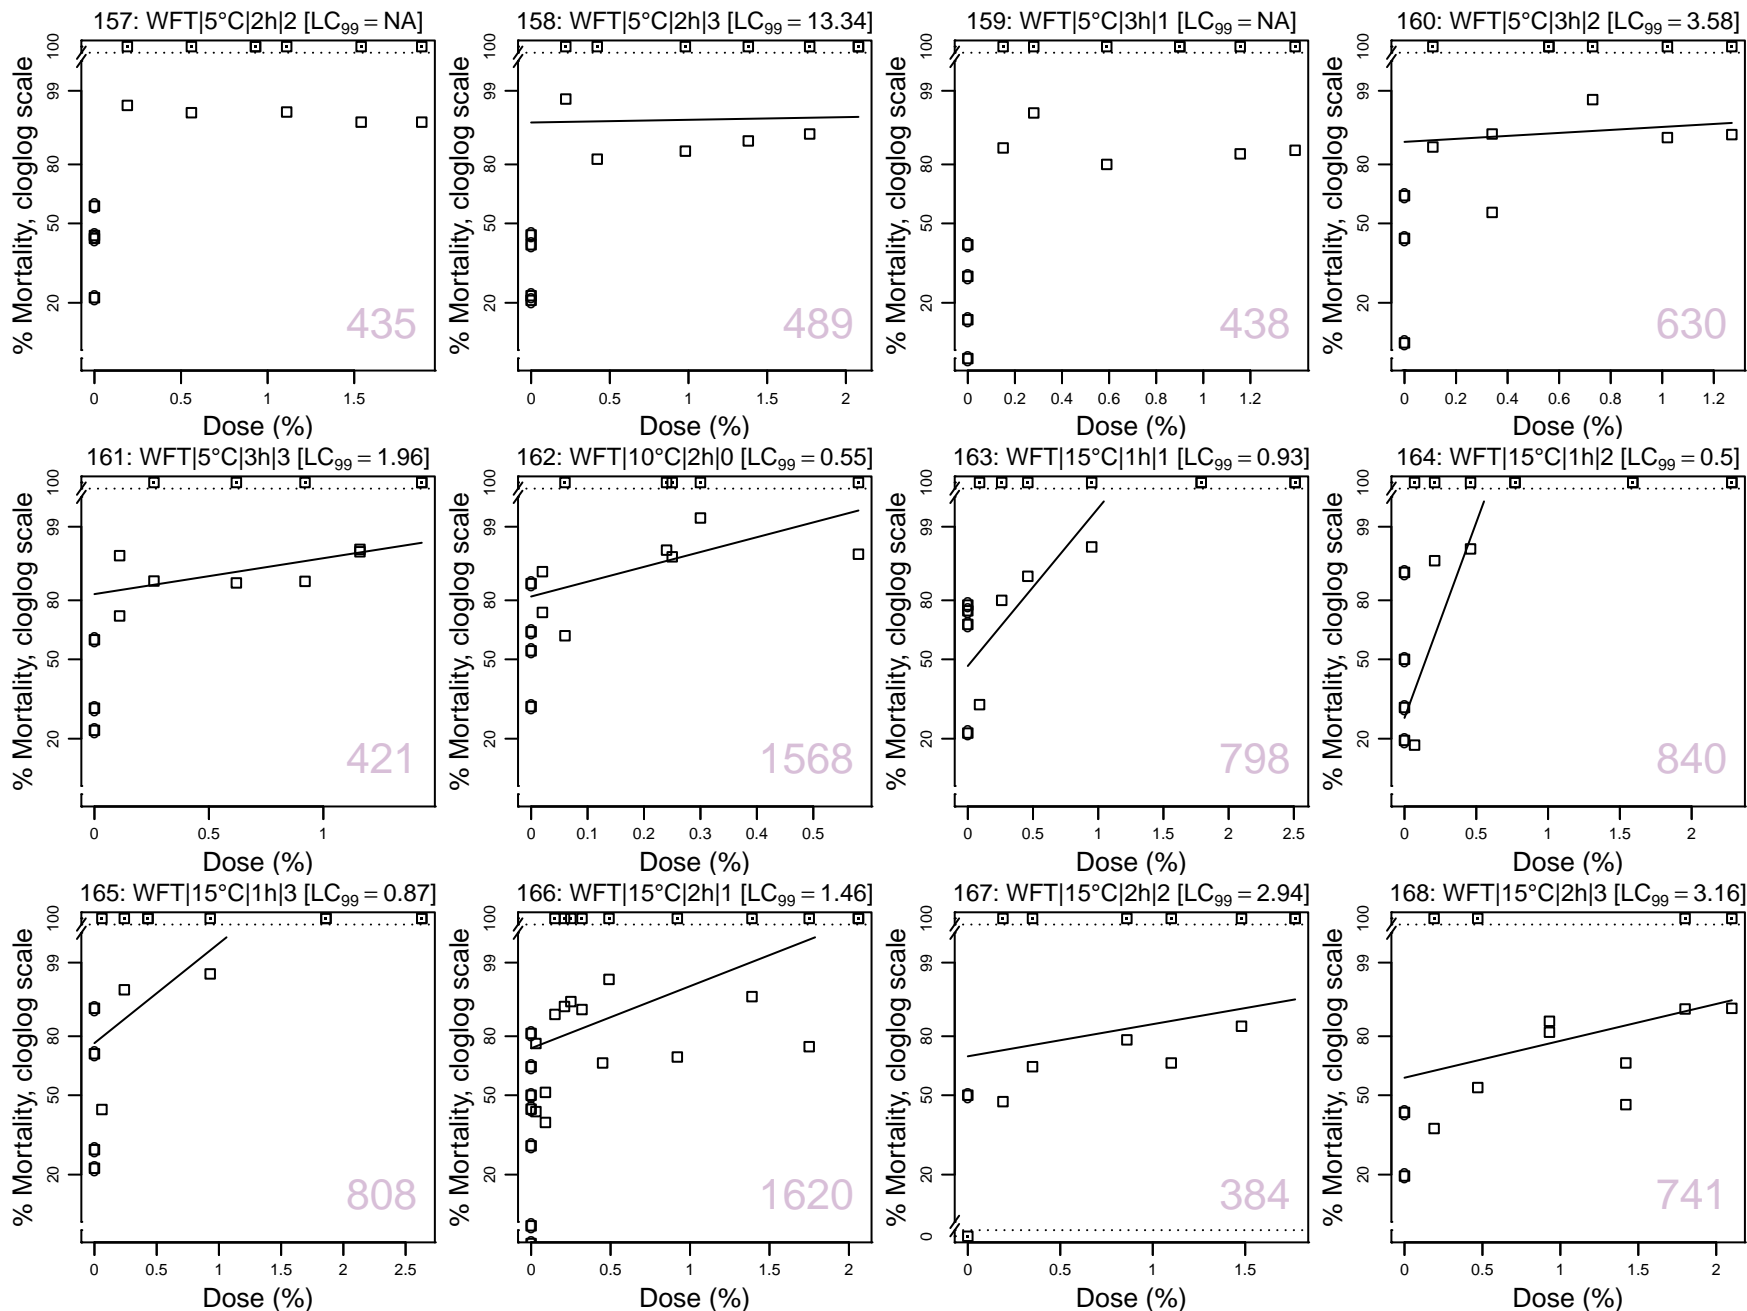 157: WFT|5°C|2h|2 [LC99 = NA]
% Mortality, cloglog scale
100
99
80
50
20
435
0 0.5 1 1.5
Dose (%)
158: WFT|5°C|2h|3 [LC99 = 13.34]
% Mortality, cloglog scale
100
99
80
50
20
489
0 0.5 1 1.5 2
Dose (%)
159: WFT|5°C|3h|1 [LC99 = NA]
% Mortality, cloglog scale
100
99
80
50
20
438
0 0.2 0.4 0.6 0.8 1 1.2
Dose (%)
160: WFT|5°C|3h|2 [LC99 = 3.58]
% Mortality, cloglog scale
100
99
80
50
20
630
0 0.2 0.4 0.6 0.8 1 1.2
Dose (%)
161: WFT|5°C|3h|3 [LC99 = 1.96]
% Mortality, cloglog scale
100
99
80
50
20
421
0 0.5 1
Dose (%)
162: WFT|10°C|2h|0 [LC99 = 0.55]
% Mortality, cloglog scale
100
99
80
50
20
1568
0 0.1 0.2 0.3 0.4 0.5
Dose (%)
163: WFT|15°C|1h|1 [LC99 = 0.93]
% Mortality, cloglog scale
100
99
80
50
20
798
0 0.5 1 1.5 2 2.5
Dose (%)
164: WFT|15°C|1h|2 [LC99 = 0.5]
% Mortality, cloglog scale
100
99
80
50
20
840
0 0.5 1 1.5 2
Dose (%)
165: WFT|15°C|1h|3 [LC99 = 0.87]
% Mortality, cloglog scale
100
99
80
50
20
808
0 0.5 1 1.5 2 2.5
Dose (%)
166: WFT|15°C|2h|1 [LC99 = 1.46]
% Mortality, cloglog scale
100
99
80
50
20
1620
0 0.5 1 1.5 2
Dose (%)
167: WFT|15°C|2h|2 [LC99 = 2.94]
% Mortality, cloglog scale
100
99
80
50
20
0
384
0 0.5 1 1.5
Dose (%)
168: WFT|15°C|2h|3 [LC99 = 3.16]
% Mortality, cloglog scale
100
99
80
50
20
741
0 0.5 1 1.5 2
Dose (%)